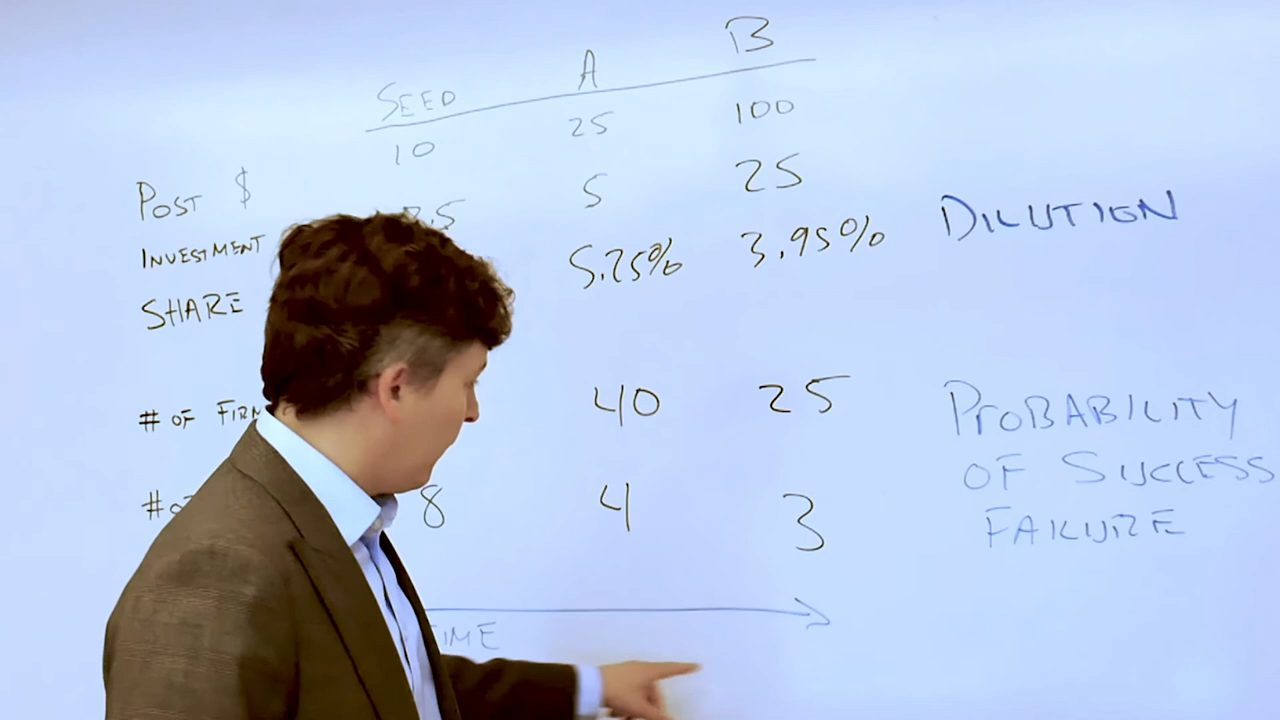 SEED A B
POST $ 10 25 100
INVESTMENT 5 25
SHARE 5.25% 3.95%
DILUTION
# OF 40 25
# 8 4 3
PROBABILITY
OF SUCCESS
FAILURE